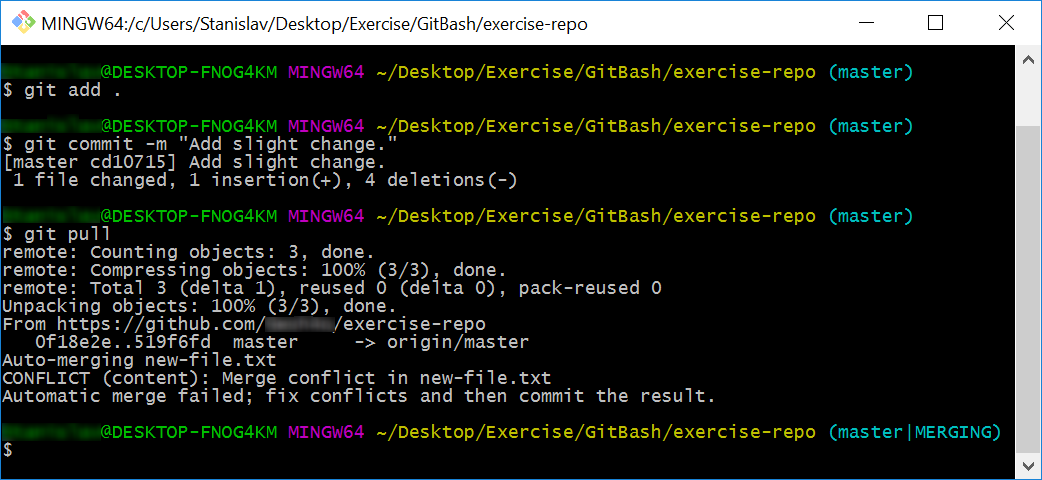 MINGW64:/c/Users/Stanislav/Desktop/Exercise/GitBash/exercise-repo
@DESKTOP-FNOG4KM MINGW64 ~/Desktop/Exercise/GitBash/exercise-repo (master)
$ git add .
@DESKTOP-FNOG4KM MINGW64 ~/Desktop/Exercise/GitBash/exercise-repo (master)
$ git commit -m "Add slight change."
[master cd10715] Add slight change.
1 file changed, 1 insertion(+), 4 deletions(-)
@DESKTOP-FNOG4KM MINGW64 ~/Desktop/Exercise/GitBash/exercise-repo (master)
$ git pull
remote: Counting objects: 3, done.
remote: Compressing objects: 100% (3/3), done.
remote: Total 3 (delta 1), reused 0 (delta 0), pack-reused 0
Unpacking objects: 100% (3/3), done.
From https://github.com/ /exercise-repo
0f18e2e..519f6fd master -> origin/master
Auto-merging new-file.txt
CONFLICT (content): Merge conflict in new-file.txt
Automatic merge failed; fix conflicts and then commit the result.
@DESKTOP-FNOG4KM MINGW64 ~/Desktop/Exercise/GitBash/exercise-repo (master|MERGING)
$